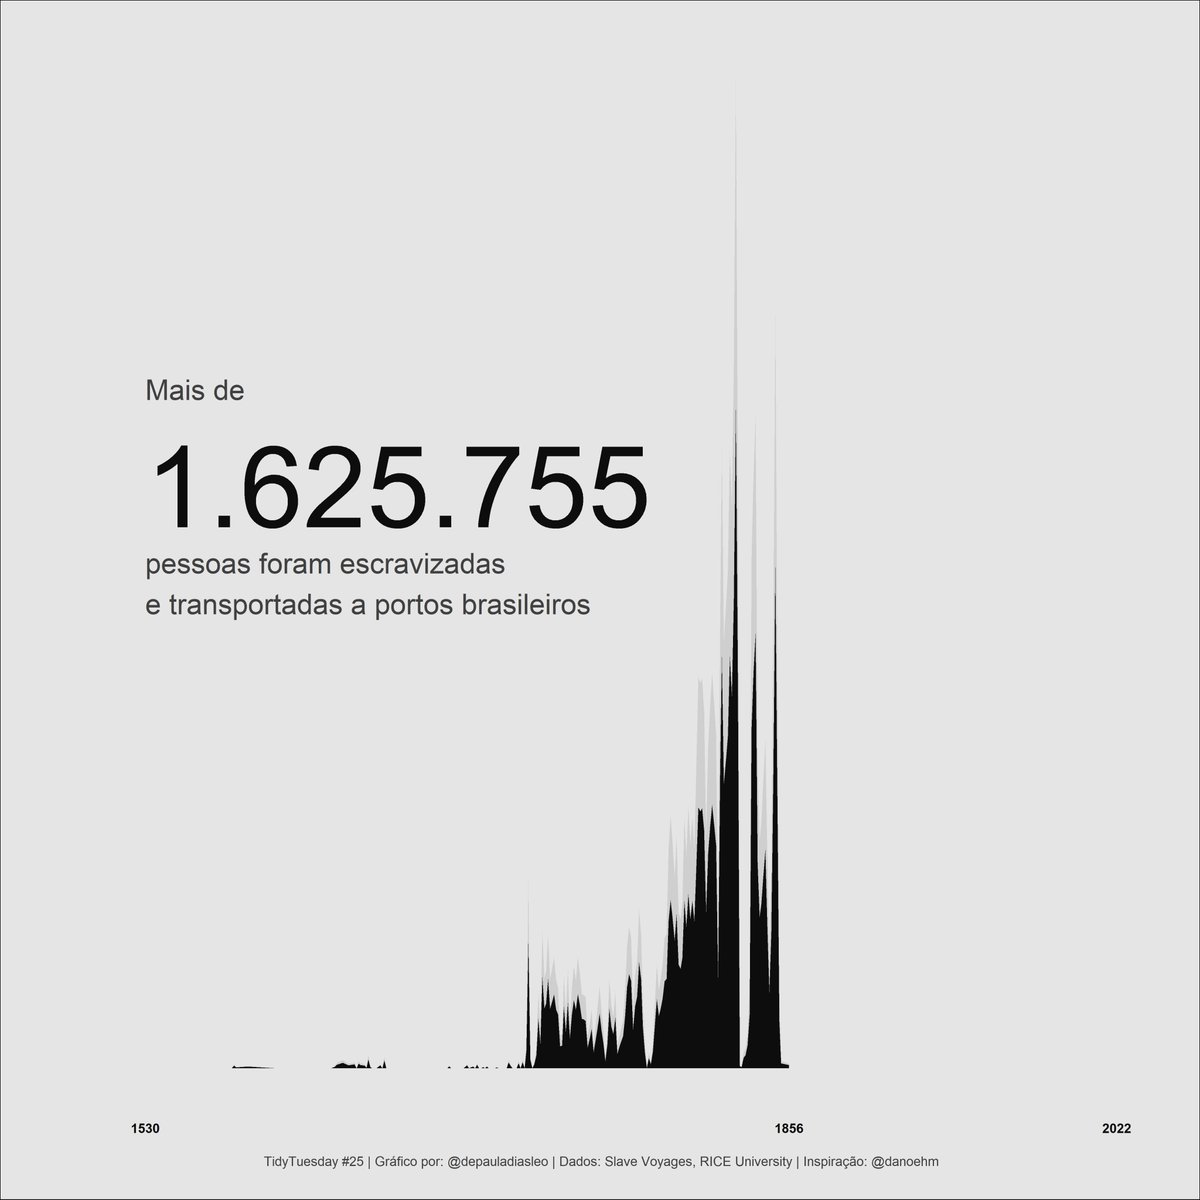 Mais de
1.625.755
pessoas foram escravizadas
e transportadas a portos brasileiros
1530
1856
2022
TidyTuesday #25 | Gráfico por: @depauladiasleo | Dados: Slave Voyages, RICE University | Inspiração: @danoehm